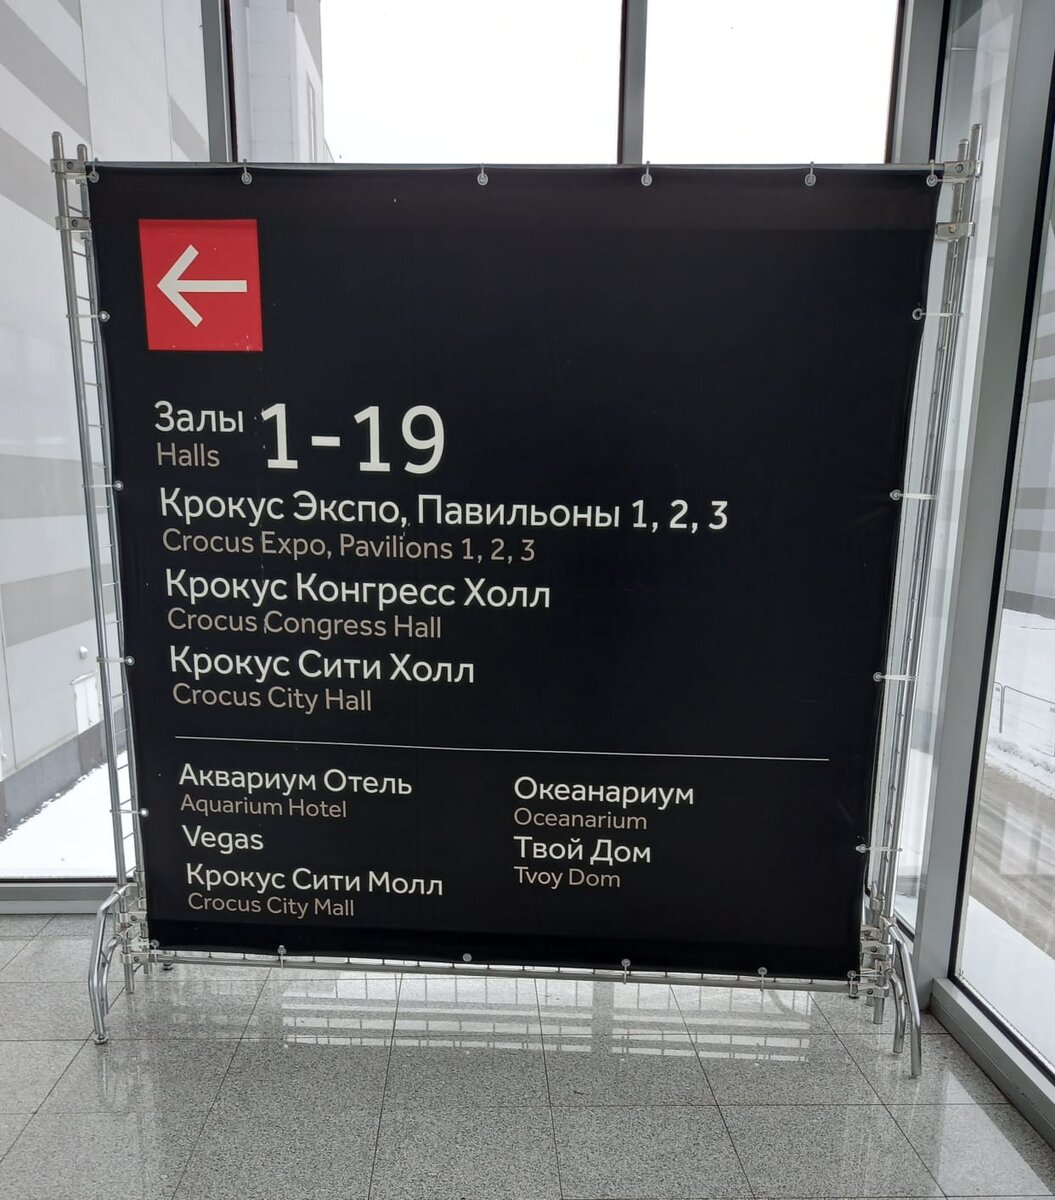 Залы 1-19
Halls
Крокус Экспо, Павильоны 1, 2, 3
Crocus Expo, Pavilions 1, 2, 3
Крокус Конгресс Холл
Crocus Congress Hall
Крокус Сити Холл
Crocus City Hall
Аквариум Отель
Aquarium Hotel
Vegas
Крокус Сити Молл
Crocus City Mall
Океанариум
Oceanarium
Твой Дом
Tvoy Dom